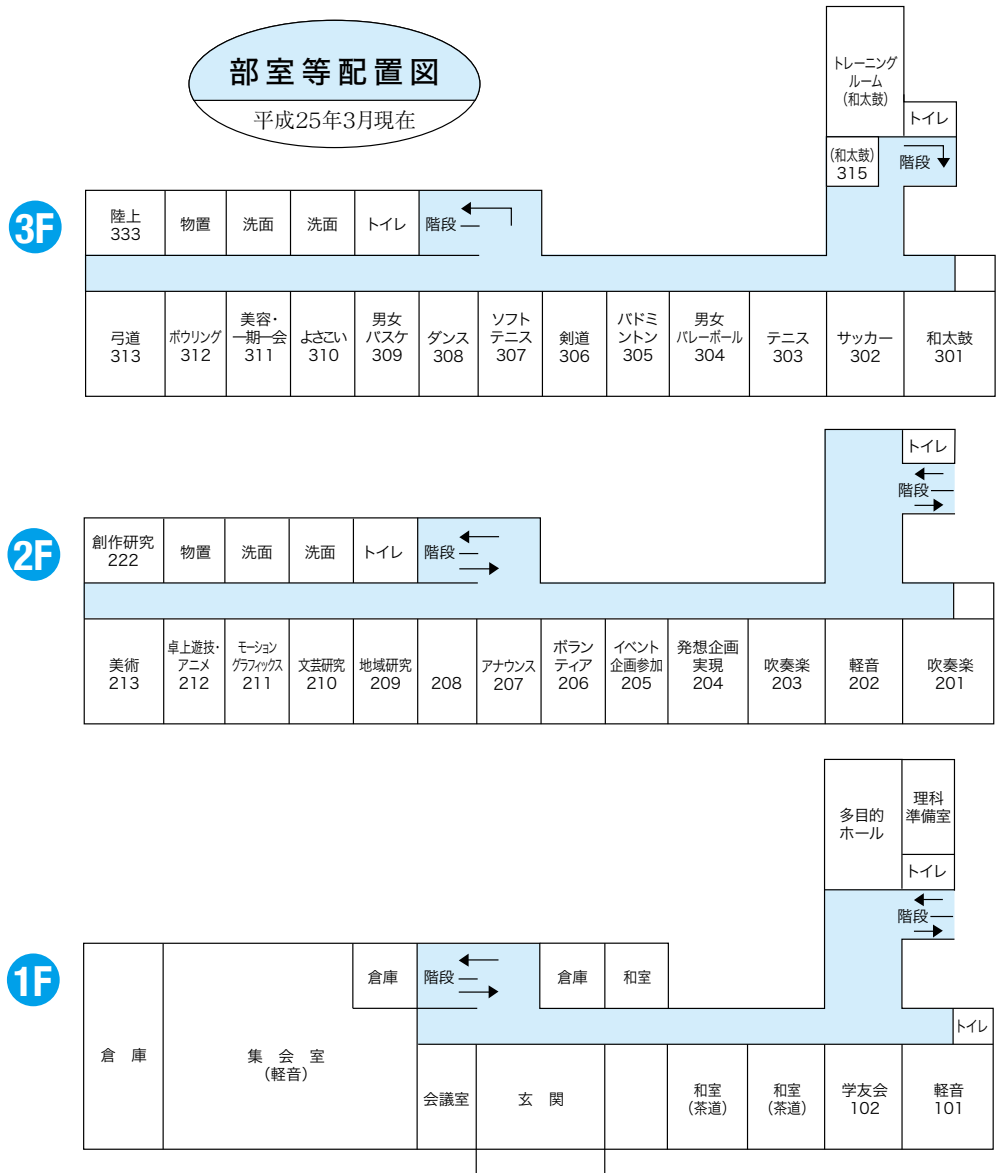 部室等配置図
平成25年3月現在
3F
トレーニング
ルーム
(和太鼓)
トイレ
(和太鼓)
315
階段
陸上
333
物置
洗面
洗面
トイレ
階段
弓道
313
ボウリング
312
美容・
一期一会
311
よさこい
310
男女
バスケ
309
ダンス
308
ソフト
テニス
307
剣道
306
バドミ
ントン
305
男女
バレーボール
304
テニス
303
サッカー
302
和太鼓
301
2F
トイレ
階段
創作研究
222
物置
洗面
洗面
トイレ
階段
美術
213
卓上遊技・
アニメ
212
モーション
グラフィックス
211
文芸研究
210
地域研究
209
208
アナウンス
207
ボラン
ティア
206
イベント
企画参加
205
発想企画
実現
204
吹奏楽
203
軽音
202
吹奏楽
201
1F
多目的
ホール
理科
準備室
トイレ
階段
倉庫
階段
倉庫
和室
トイレ
倉 庫
集 会 室
(軽音)
会議室
玄 関
和室
(茶道)
和室
(茶道)
学友会
102
軽音
101